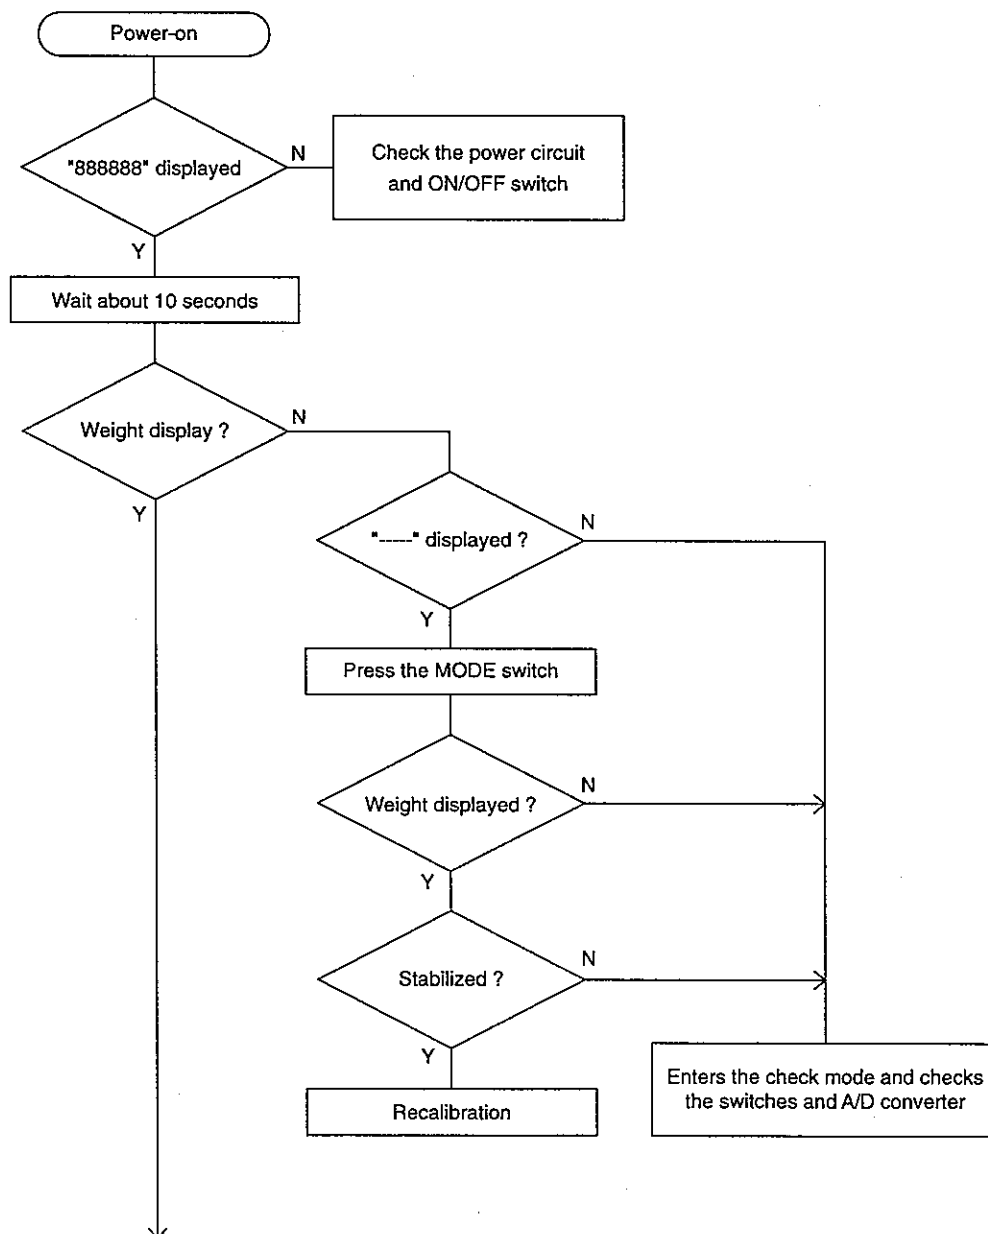 Power-on
"888888" displayed
N
Check the power circuit
and ON/OFF switch
Y
Wait about 10 seconds
Weight display ?
N
Y
"-----" displayed ?
N
Y
Press the MODE switch
Weight displayed ?
N
Y
Stabilized ?
N
Y
Recalibration
Enters the check mode and checks
the switches and A/D converter